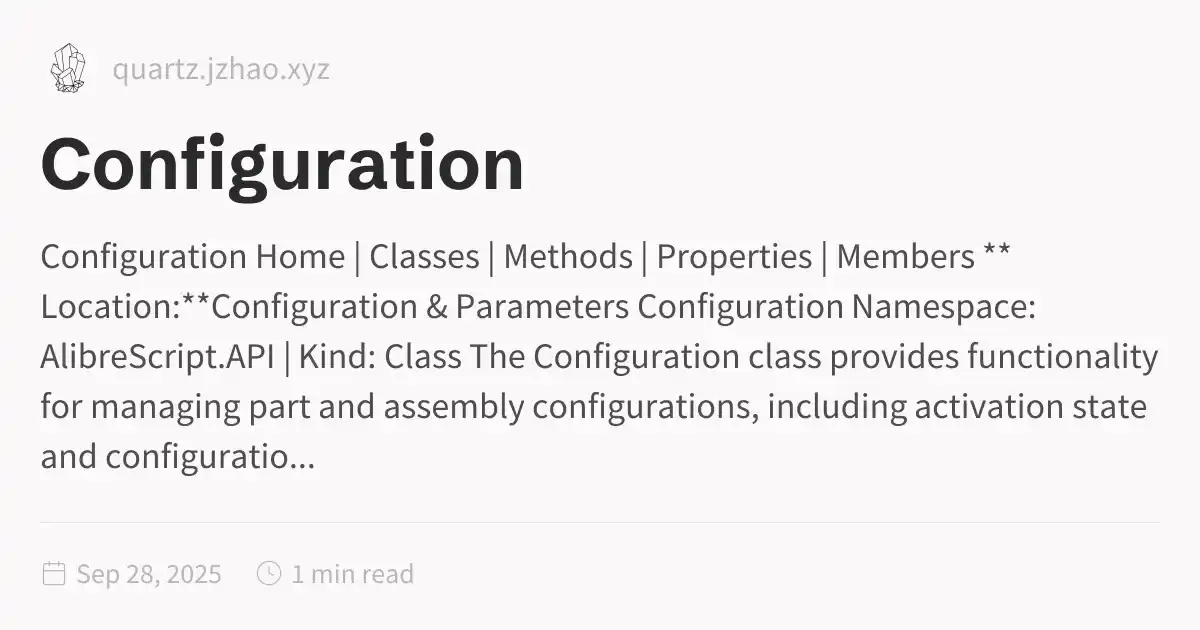 quartz.jzhao.xyz
Configuration
Configuration Home | Classes | Methods | Properties | Members **
Location:**Configuration & Parameters Configuration Namespace:
AlibreScript.API | Kind: Class The Configuration class provides functionality
for managing part and assembly configurations, including activation state
and configuratio...
Sep 28, 2025 1 min read